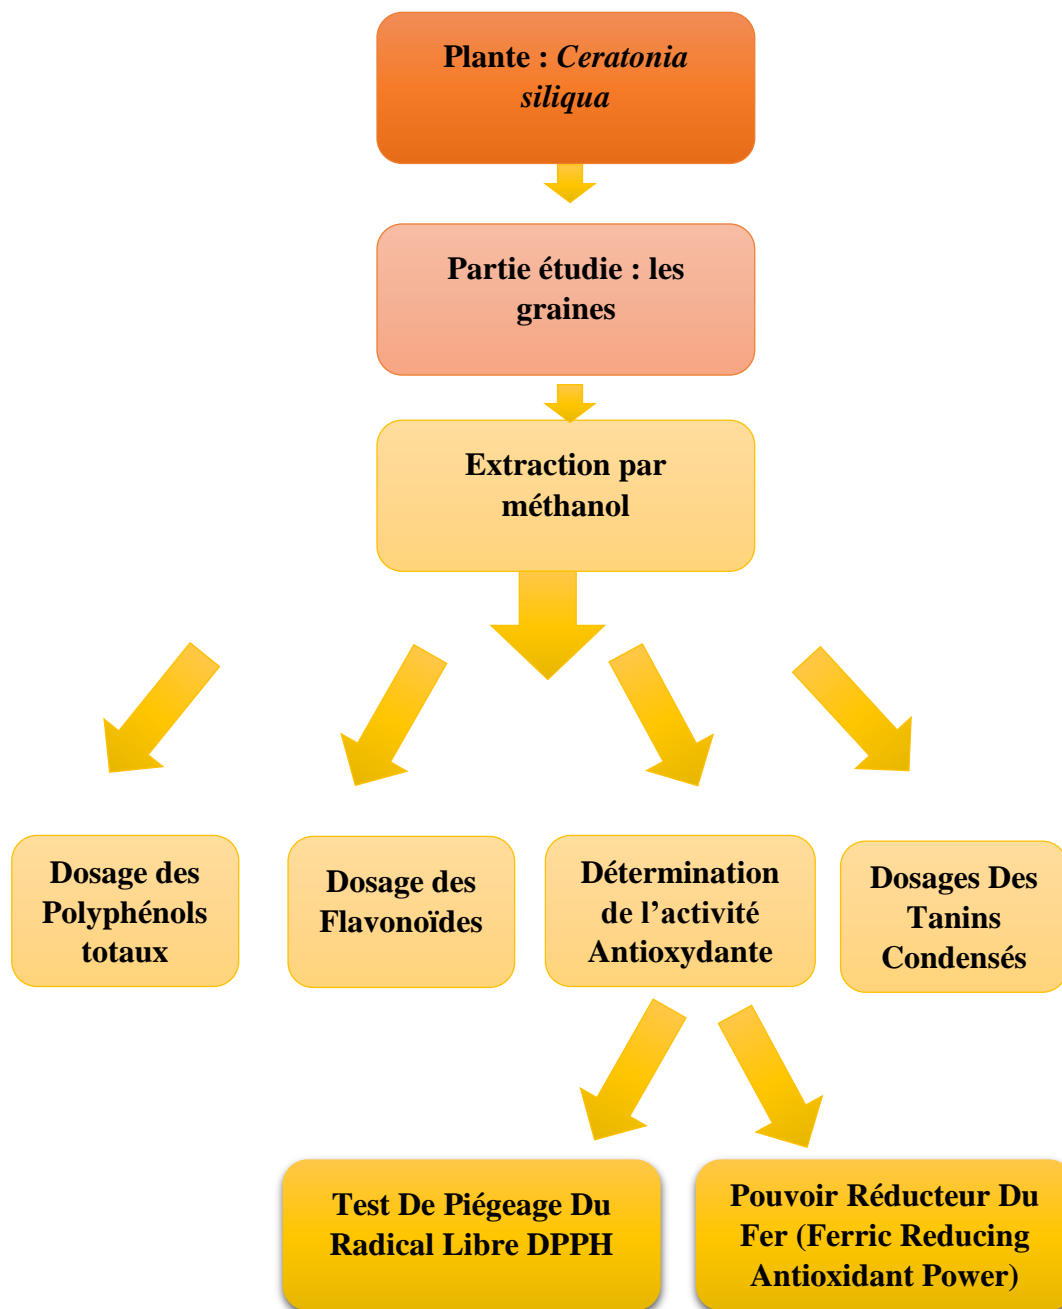 Plante : Ceratonia
siliqua
Partie étudie : les
graines
Extraction par
méthanol
Dosage des
Polyphénols
totaux
Dosage des
Flavonoïdes
Détermination
de l’activité
Antioxydante
Dosages Des
Tanins
Condensés
Test De Piégeage Du
Radical Libre DPPH
Pouvoir Réducteur Du
Fer (Ferric Reducing
Antioxidant Power)